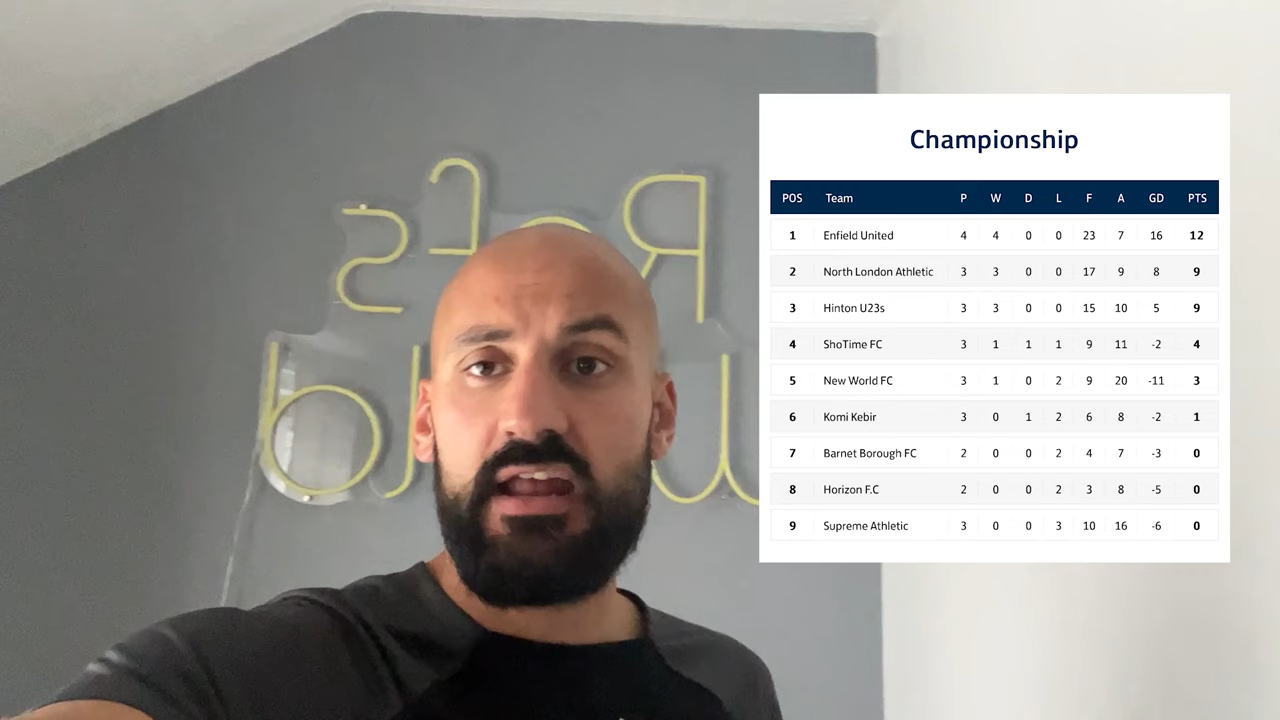 Championship
POS Team P W D L F A GD PTS
1 Enfield United 4 4 0 0 23 7 16 12
2 North London Athletic 3 3 0 0 17 9 8 9
3 Hinton U23s 3 3 0 0 15 10 5 9
4 ShoTime FC 3 1 1 1 9 11 -2 4
5 New World FC 3 1 0 2 9 20 -11 3
6 Komi Kebir 3 0 1 2 6 8 -2 1
7 Barnet Borough FC 2 0 0 2 4 7 -3 0
8 Horizon F.C 2 0 0 2 3 8 -5 0
9 Supreme Athletic 3 0 0 3 10 16 -6 0